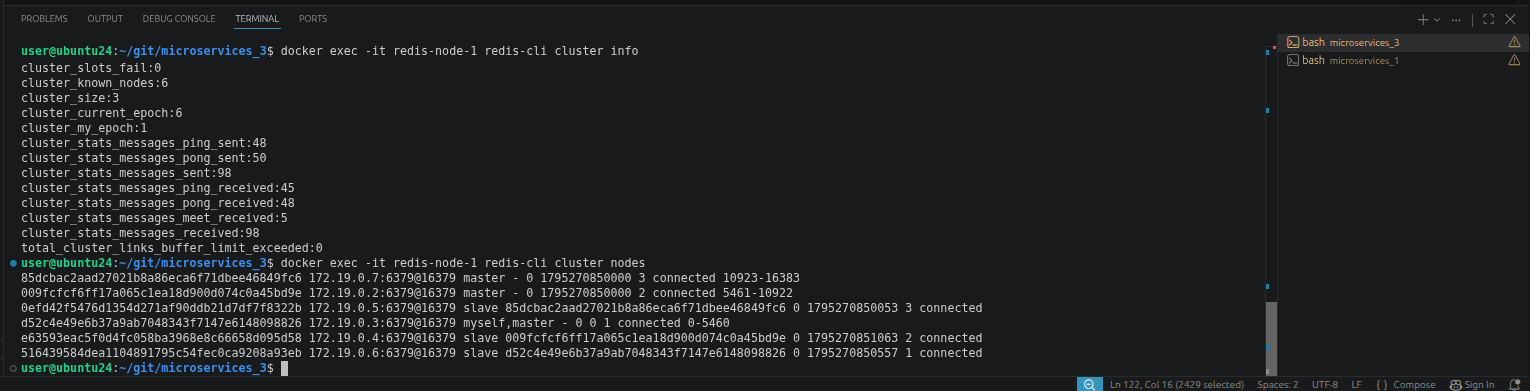 PROBLEMS OUTPUT DEBUG CONSOLE TERMINAL PORTS
user@ubuntu24:~/git/microservices_3$ docker exec -it redis-node-1 redis-cli cluster info
cluster_slots_fail:0
cluster_known_nodes:6
cluster_size:3
cluster_current_epoch:6
cluster_my_epoch:1
cluster_stats_messages_ping_sent:48
cluster_stats_messages_pong_sent:50
cluster_stats_messages_sent:98
cluster_stats_messages_ping_received:45
cluster_stats_messages_pong_received:48
cluster_stats_messages_meet_received:5
cluster_stats_messages_received:98
total_cluster_links_buffer_limit_exceeded:0
user@ubuntu24:~/git/microservices_3$ docker exec -it redis-node-1 redis-cli cluster nodes
85dcbac2aad27021b8a86eca6f71dbee46849fc6 172.19.0.7:6379@16379 master - 0 1795270850000 3 connected 10923-16383
009fcfcf6ff17a065c1ea18d900d074c0a45bd9e 172.19.0.2:6379@16379 master - 0 1795270850000 2 connected 5461-10922
0efd42f5476d1354d271af90ddb21d7df7f8322b 172.19.0.5:6379@16379 slave 85dcbac2aad27021b8a86eca6f71dbee46849fc6 0 1795270850053 3 connected
d52c4e49e6b37a9ab7048343f7147e6148098826 172.19.0.3:6379@16379 myself,master - 0 0 1 connected 0-5460
e63593eac5f0d4fc058ba3968e8c66658d095d58 172.19.0.4:6379@16379 slave 009fcfcf6ff17a065c1ea18d900d074c0a45bd9e 0 1795270851063 2 connected
516439584dea1104891795c54fec0ca9208a93eb 172.19.0.6:6379@16379 slave d52c4e49e6b37a9ab7048343f7147e6148098826 0 1795270850557 1 connected
user@ubuntu24:~/git/microservices_3$
bash microservices_3
bash microservices_1
Ln 122, Col 16 (2429 selected) Spaces: 2 UTF-8 LF { } Compose Sign In